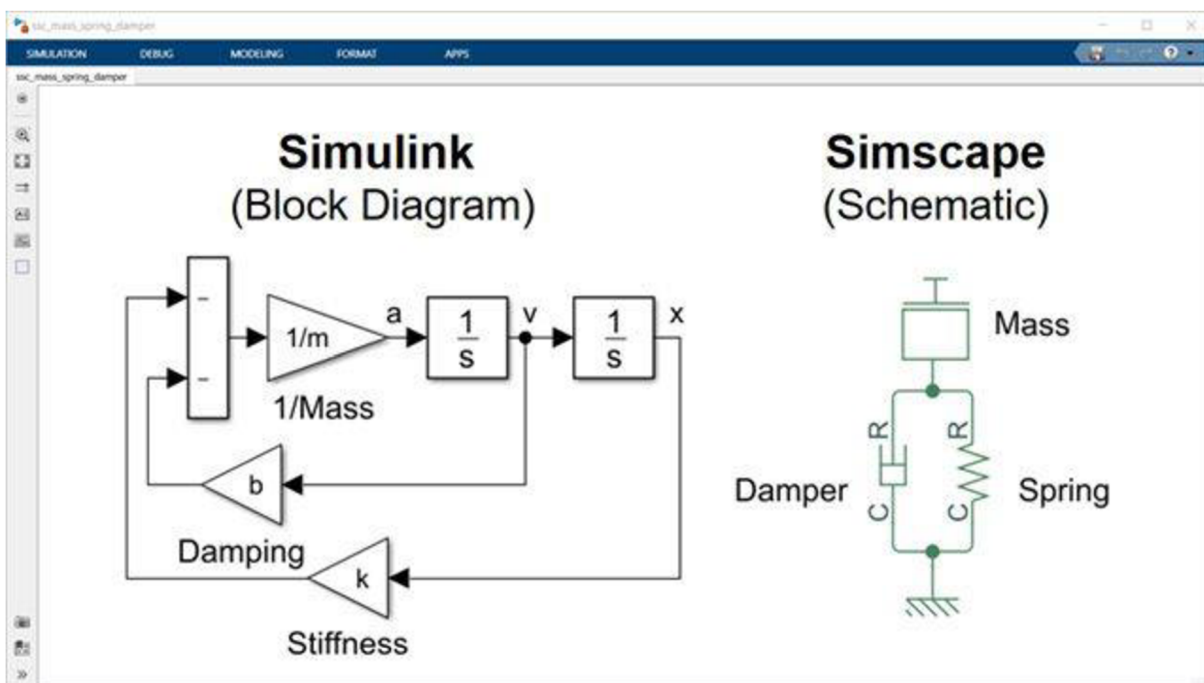 ssc_mass_spring_damper
SIMULATION DEBUG MODELING FORMAT APPS
ssc_mass_spring_damper
Simulink
(Block Diagram)
−
−
1/m
1/Mass
a
1
s
v
1
s
x
b
Damping
k
Stiffness
Simscape
(Schematic)
Mass
R
R
Damper
Spring
C
C